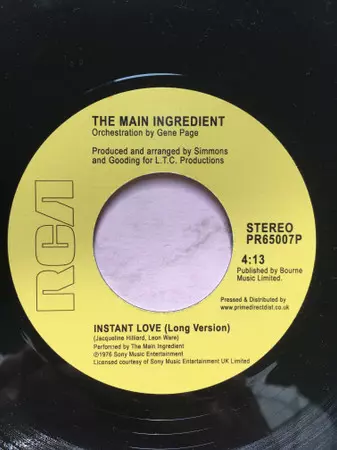 THE MAIN INGREDIENT
Orchestration by Gene Page
Produced and arranged by Simmons
and Gooding for L.T.C. Productions
RCA
STEREO
PR65007P
4:13
Published by Bourne
Music Limited.
Pressed & Distributed by
www.primedirectdist.co.uk
INSTANT LOVE (Long Version)
(Jacqueline Hilliard, Leon Ware)
Performed by The Main Ingredient
℗1976 Sony Music Entertainment
Licensed courtesy of Sony Music Entertainment UK Limited